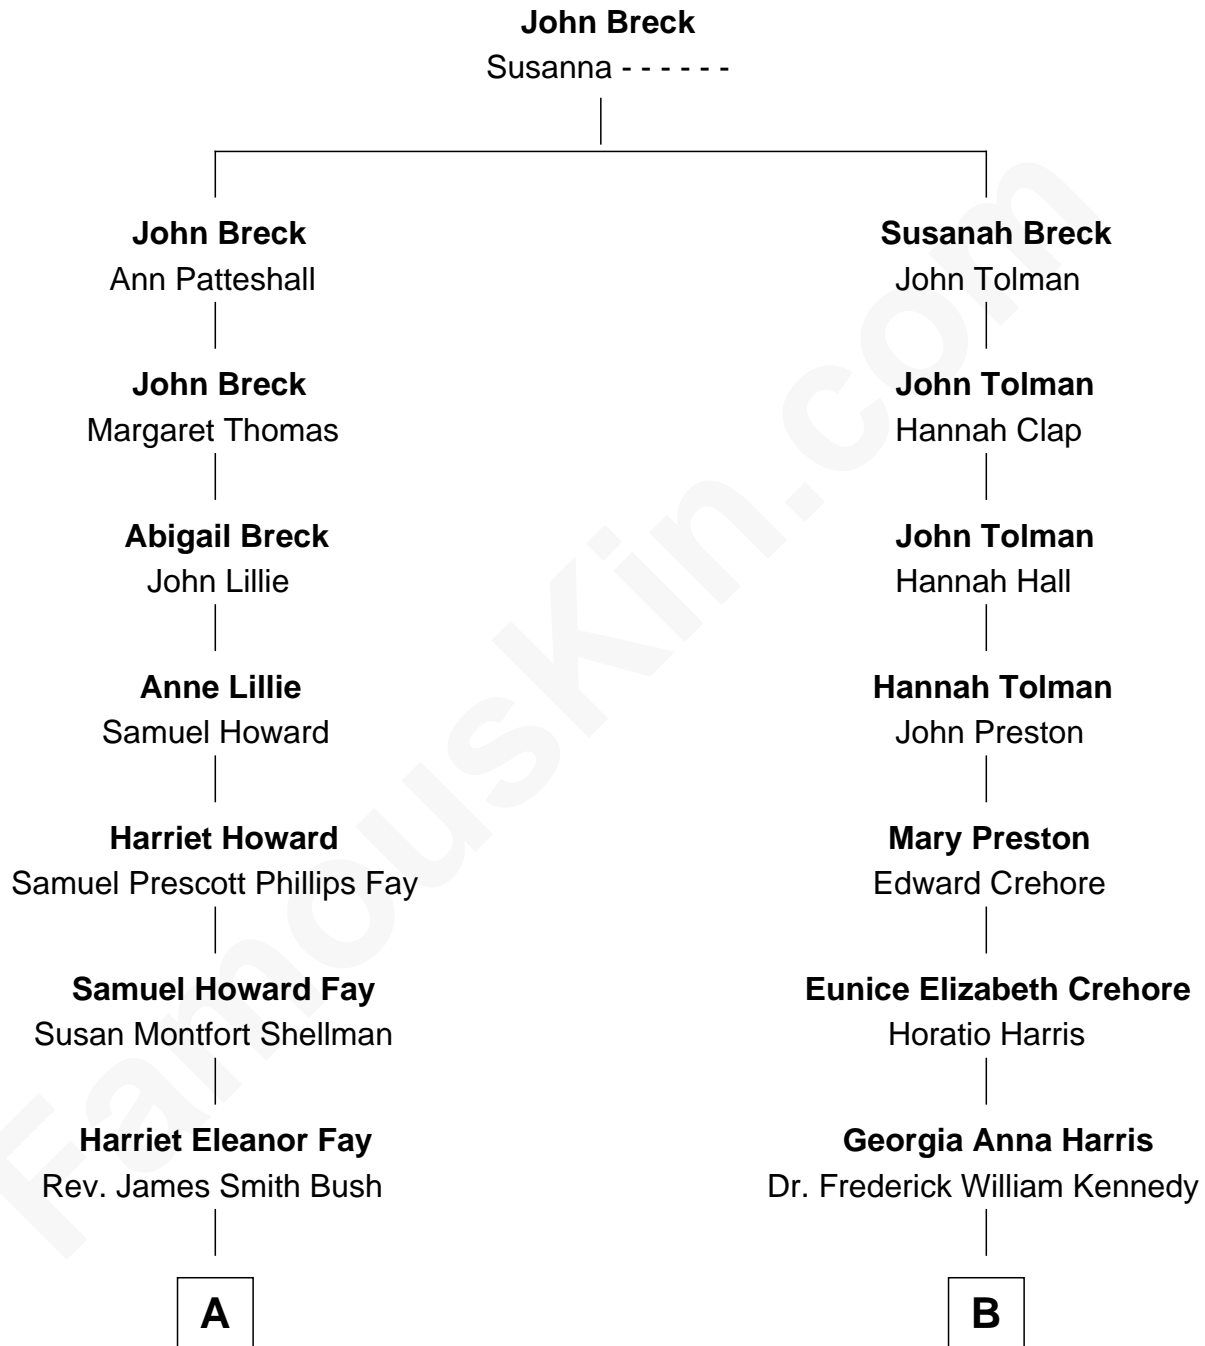 John Breck
Susanna - - - - - -
John Breck
Ann Patteshall
Susanah Breck
John Tolman
John Breck
Margaret Thomas
John Tolman
Hannah Clap
Abigail Breck
John Lillie
John Tolman
Hannah Hall
Anne Lillie
Samuel Howard
Hannah Tolman
John Preston
Harriet Howard
Samuel Prescott Phillips Fay
Mary Preston
Edward Crehore
Samuel Howard Fay
Susan Montfort Shellman
Eunice Elizabeth Crehore
Horatio Harris
Harriet Eleanor Fay
Rev. James Smith Bush
Georgia Anna Harris
Dr. Frederick William Kennedy
A
B
FamousKin.com